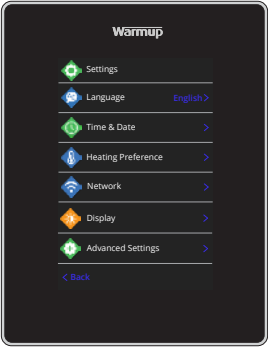 Warmup
Settings
Language English
Time & Date
Heating Preference
Network
Display
Advanced Settings
Back